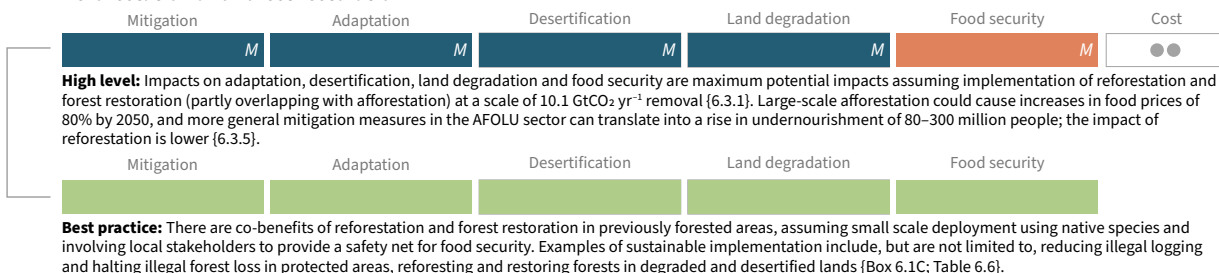 Mitigation Adaptation Desertification Land degradation Food security Cost
M M M M M ●●
High level: Impacts on adaptation, desertification, land degradation and food security are maximum potential impacts assuming implementation of reforestation and
forest restoration (partly overlapping with afforestation) at a scale of 10.1 GtCO₂ yr⁻¹ removal {6.3.1}. Large-scale afforestation could cause increases in food prices of
80% by 2050, and more general mitigation measures in the AFOLU sector can translate into a rise in undernourishment of 80–300 million people; the impact of
reforestation is lower {6.3.5}.
Mitigation Adaptation Desertification Land degradation Food security
Best practice: There are co-benefits of reforestation and forest restoration in previously forested areas, assuming small scale deployment using native species and
involving local stakeholders to provide a safety net for food security. Examples of sustainable implementation include, but are not limited to, reducing illegal logging
and halting illegal forest loss in protected areas, reforesting and restoring forests in degraded and desertified lands {Box 6.1C; Table 6.6}.